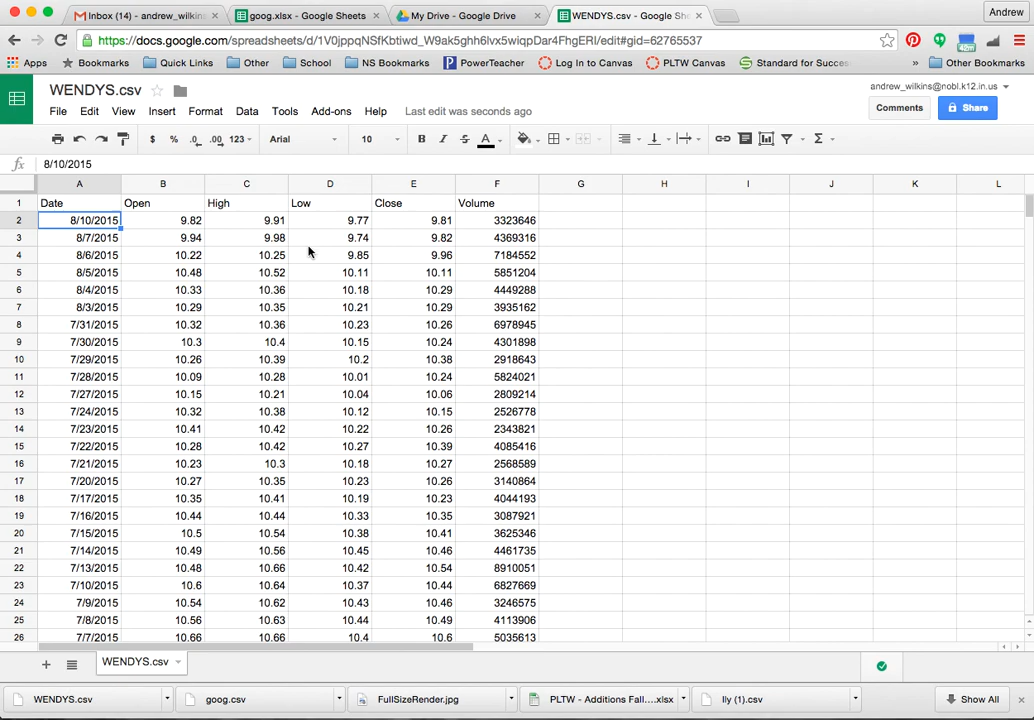 Inbox (14) - andrew_wilkin
goog.xlsx - Google Sheets
My Drive - Google Drive
WENDYS.csv - Google She
Andrew
https://docs.google.com/spreadsheets/d/1V0jppqNSfKbtiwd_W9ak5ghh6lvx5wiqpDar4FhgERI/edit#gid=62765537
42m
Apps
Bookmarks
Quick Links
Other
School
NS Bookmarks
PowerTeacher
Log In to Canvas
PLTW Canvas
Standard for Succes
»
Other Bookmarks
WENDYS.csv
andrew_wilkins@nobl.k12.in.us
File Edit View Insert Format Data Tools Add-ons Help Last edit was seconds ago
Comments
Share
$ % .0 .00 123 Arial 10 B I S A Σ
fx 8/10/2015
A B C D E F G H I J K L
1 Date Open High Low Close Volume
2 8/10/2015 9.82 9.91 9.77 9.81 3323646
3 8/7/2015 9.94 9.98 9.74 9.82 4369316
4 8/6/2015 10.22 10.25 9.85 9.96 7184552
5 8/5/2015 10.48 10.52 10.11 10.11 5851204
6 8/4/2015 10.33 10.36 10.18 10.29 4449288
7 8/3/2015 10.29 10.35 10.21 10.29 3935162
8 7/31/2015 10.32 10.36 10.23 10.26 6978945
9 7/30/2015 10.3 10.4 10.15 10.24 4301898
10 7/29/2015 10.26 10.39 10.2 10.38 2918643
11 7/28/2015 10.09 10.28 10.01 10.24 5824021
12 7/27/2015 10.15 10.21 10.04 10.06 2809214
13 7/24/2015 10.32 10.38 10.12 10.15 2526778
14 7/23/2015 10.41 10.42 10.22 10.26 2343821
15 7/22/2015 10.28 10.42 10.27 10.39 4085416
16 7/21/2015 10.23 10.3 10.18 10.27 2568589
17 7/20/2015 10.27 10.35 10.23 10.26 3140864
18 7/17/2015 10.35 10.41 10.19 10.23 4044193
19 7/16/2015 10.44 10.44 10.33 10.35 3087921
20 7/15/2015 10.5 10.54 10.38 10.41 3625346
21 7/14/2015 10.49 10.56 10.45 10.46 4461735
22 7/13/2015 10.48 10.66 10.42 10.54 8910051
23 7/10/2015 10.6 10.64 10.37 10.44 6827669
24 7/9/2015 10.54 10.62 10.43 10.46 3246575
25 7/8/2015 10.56 10.63 10.44 10.49 4113906
26 7/7/2015 10.66 10.66 10.4 10.6 5035613
WENDYS.csv
WENDYS.csv
goog.csv
FullSizeRender.jpg
PLTW - Additions Fall....xlsx
lly (1).csv
Show All